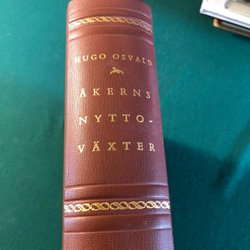 HUGO OSVALD
ÅKERNS
NYTTO-
VÄXTER